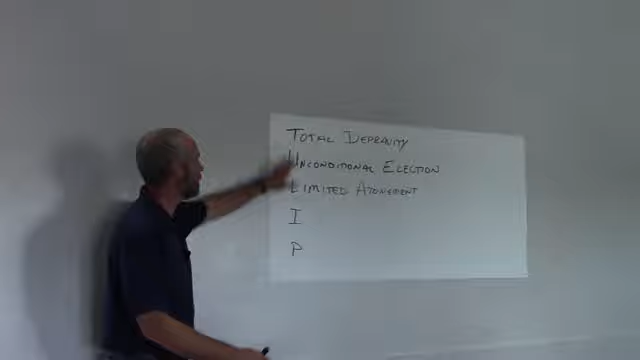 TOTAL DEPRAVITY
UNCONDITIONAL ELECTION
LIMITED ATONEMENT
I
P